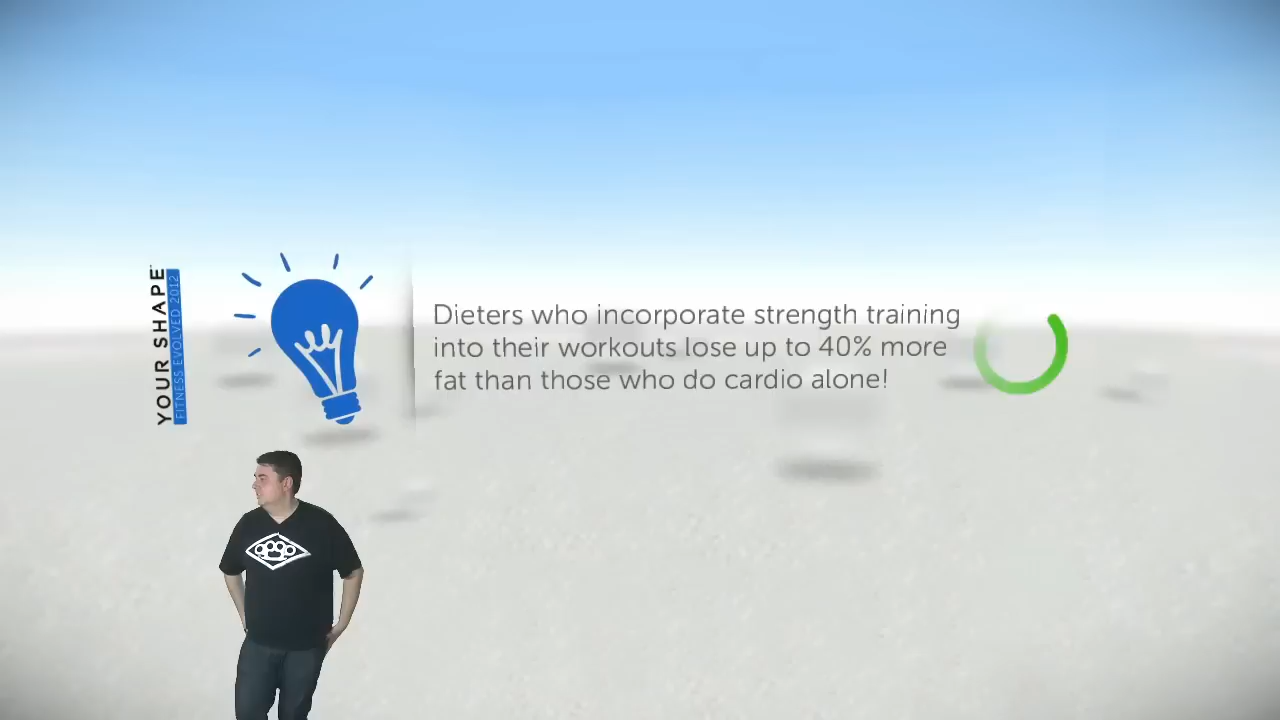 YOUR SHAPE
FITNESS EVOLVED 2012
Dieters who incorporate strength training
into their workouts lose up to 40% more
fat than those who do cardio alone!